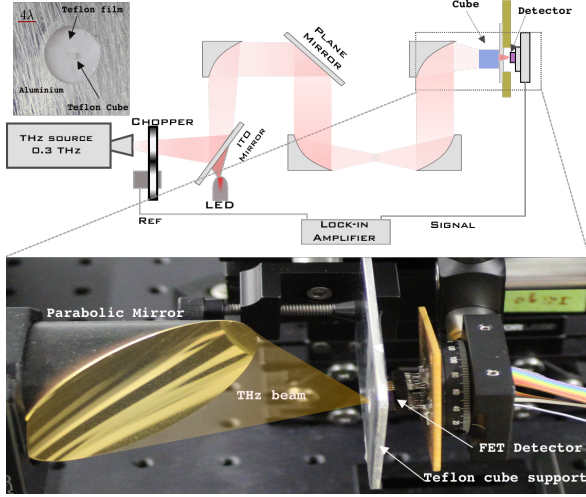 4λ
Teflon film
Aluminium
Teflon Cube
Cube
Detector
Plane
Mirror
Chopper
THz source
0.3 THz
ITO Mirror
LED
Ref
Lock-in
Amplifier
Signal
Parabolic Mirror
THz beam
FET Detector
Teflon cube support